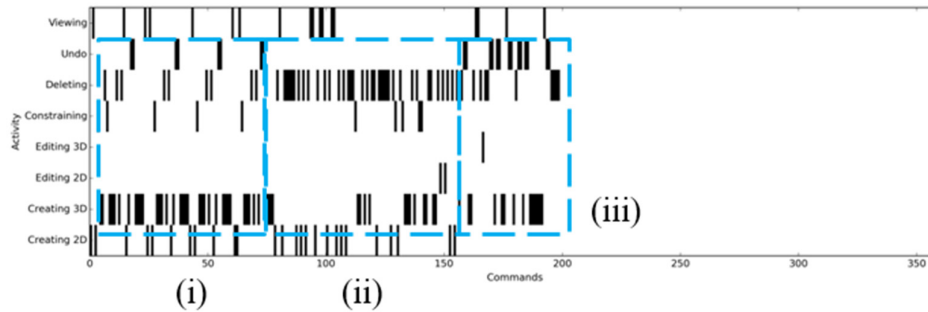 Viewing
Undo
Deleting
Constraining
Editing 3D
Editing 2D
Creating 3D
Creating 2D
Activity
0 50 100 150 200 250 300 350
Commands
(i) (ii) (iii)